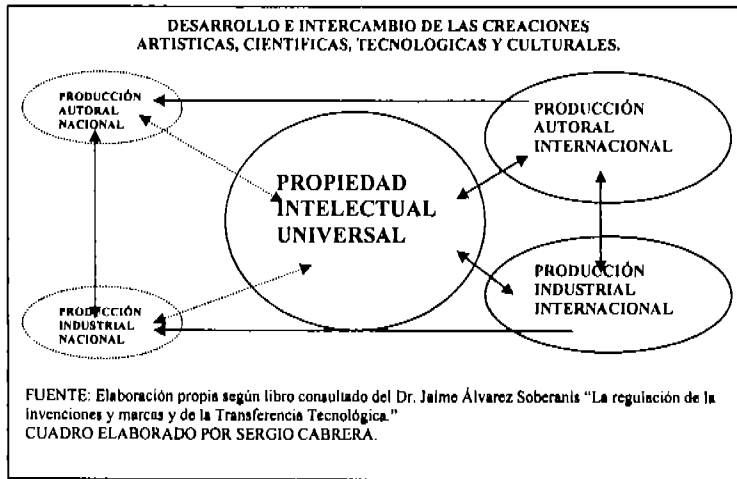 DESARROLLO E INTERCAMBIO DE LAS CREACIONES
ARTISTICAS, CIENTIFICAS, TECNOLOGICAS Y CULTURALES.
PRODUCCIÓN
AUTORAL
NACIONAL
PRODUCCIÓN
AUTORAL
INTERNACIONAL
PROPIEDAD
INTELECTUAL
UNIVERSAL
PRODUCCIÓN
INDUSTRIAL
NACIONAL
PRODUCCIÓN
INDUSTRIAL
INTERNACIONAL
FUENTE: Elaboración propia según libro consultado del Dr. Jaime Álvarez Soberanis "La regulación de la
invenciones y marcas y de la Transferencia Tecnológica."
CUADRO ELABORADO POR SERGIO CABRERA.